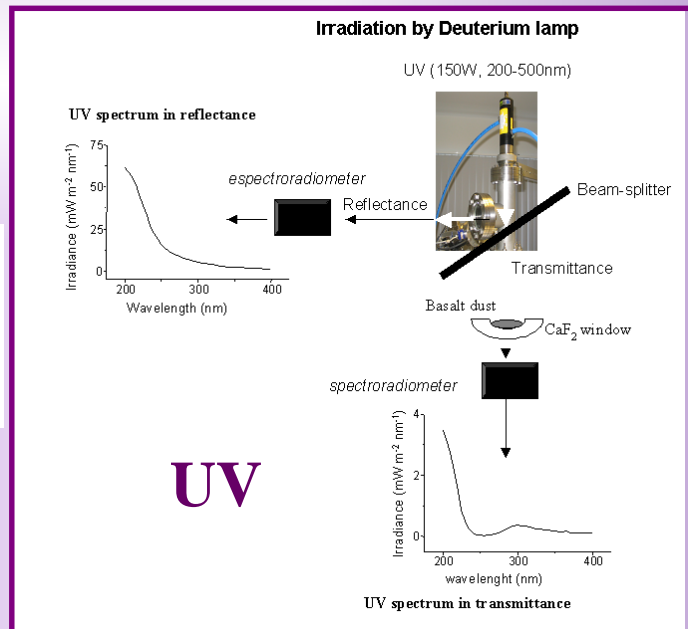 Irradiation by Deuterium lamp
UV (150W, 200-500nm)
UV spectrum in reflectance
75
50
25
0
Irradiance (mW m-2 nm-1)
200 300 400
Wavelength (nm)
espectroradiometer
Reflectance
Beam-splitter
Transmittance
Basalt dust
CaF2 window
spectroradiometer
4
2
0
Irradiance (mW m-2 nm-1)
200 300 400
wavelenght (nm)
UV spectrum in transmittance
UV